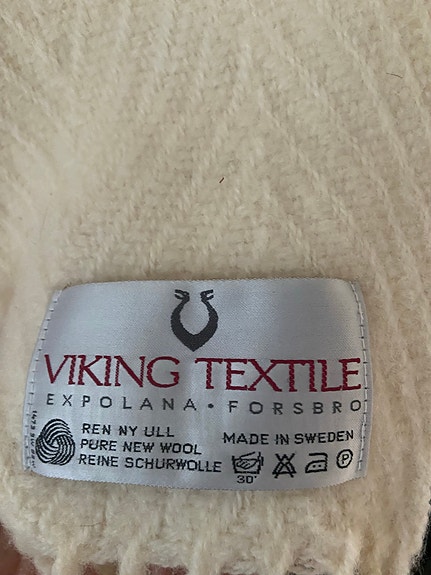 VIKING TEXTILE
EXPOLANA • FORSBRO
REN NY ULL
PURE NEW WOOL
REINE SCHURWOLLE
MADE IN SWEDEN
30°
P